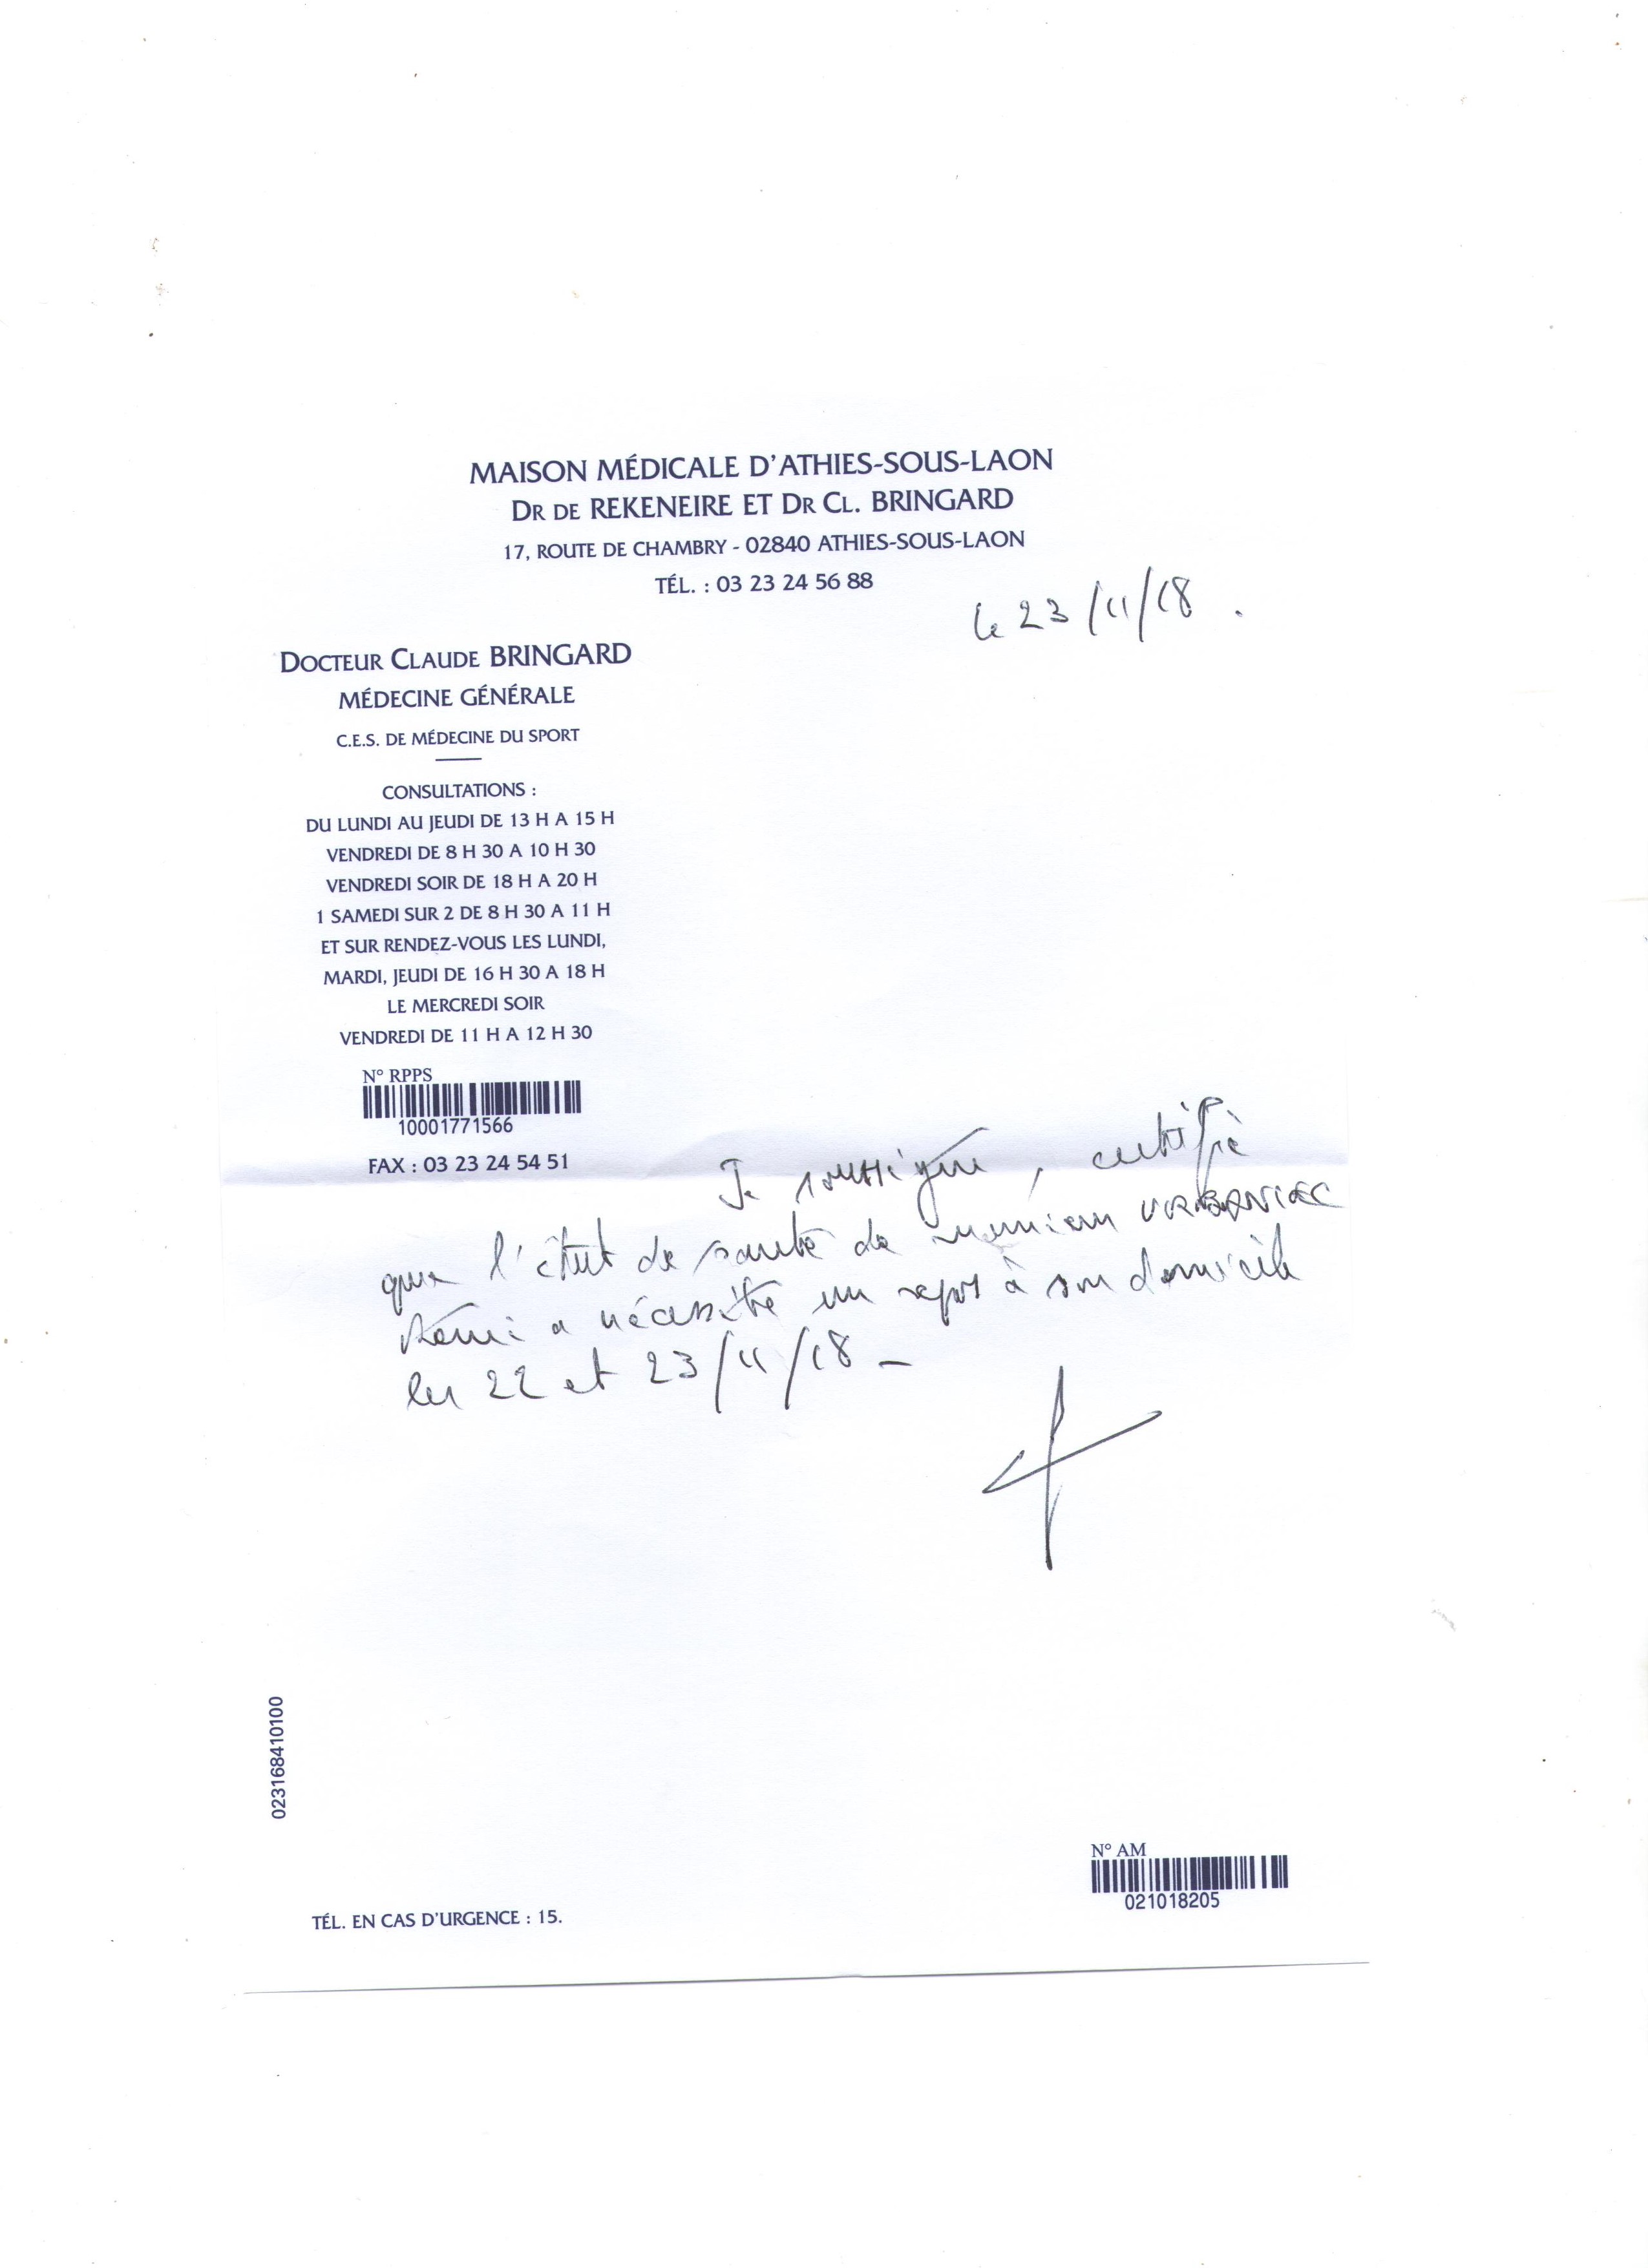 MAISON MÉDICALE D'ATHIES-SOUS-LAON
DR DE REKENEIRE ET DR CL. BRINGARD
17, ROUTE DE CHAMBRY - 02840 ATHIES-SOUS-LAON
TÉL. : 03 23 24 56 88
le 23/11/18.
DOCTEUR CLAUDE BRINGARD
MÉDECINE GÉNÉRALE
C.E.S. DE MÉDECINE DU SPORT
CONSULTATIONS :
DU LUNDI AU JEUDI DE 13 H A 15 H
VENDREDI DE 8 H 30 A 10 H 30
VENDREDI SOIR DE 18 H A 20 H
1 SAMEDI SUR 2 DE 8 H 30 A 11 H
ET SUR RENDEZ-VOUS LES LUNDI,
MARDI, JEUDI DE 16 H 30 A 18 H
LE MERCREDI SOIR
VENDREDI DE 11 H A 12 H 30
N° RPPS
10001771566
FAX : 03 23 24 54 51
Je soussigné, certifie
que l'état de santé de monsieur
Rémi a nécessité un repos à son domicile
les 22 et 23/11/18 -
023168410100
N° AM
021018205
TÉL. EN CAS D'URGENCE : 15.